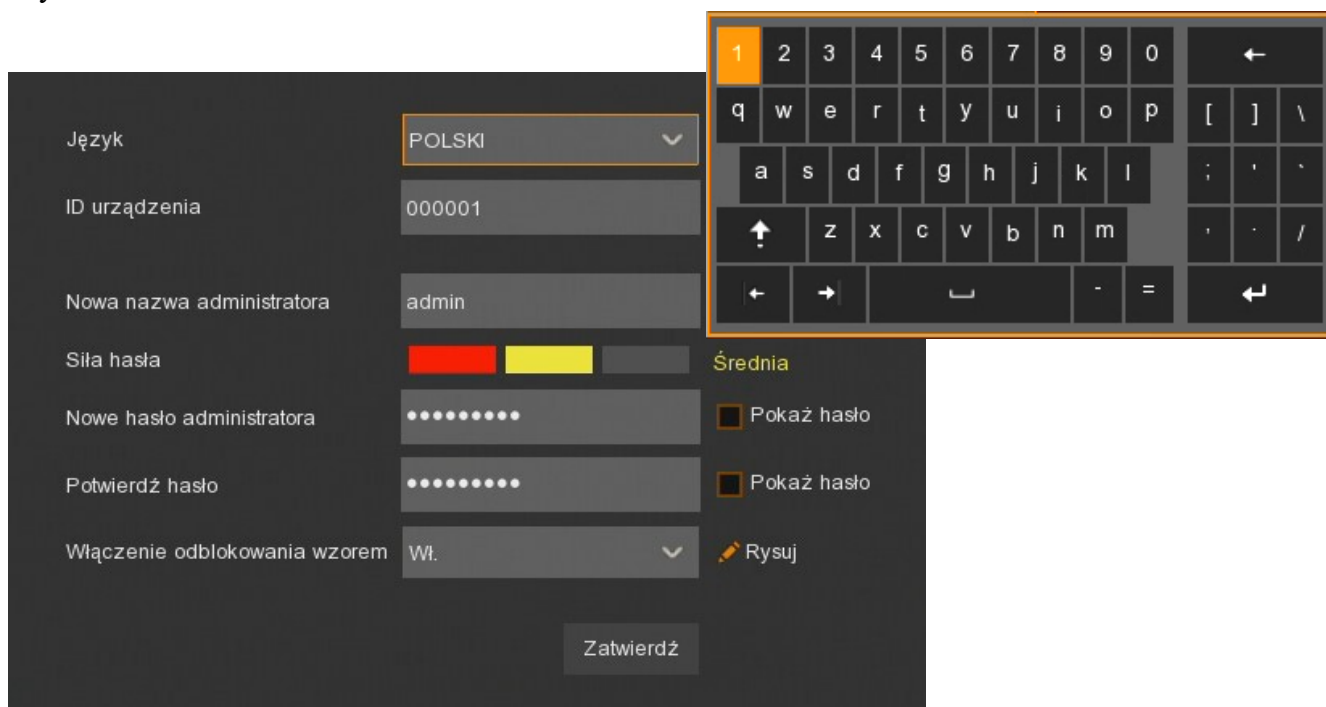 1 2 3 4 5 6 7 8 9 0 ←
q w e r t y u i o p [ ] \
a s d f g h j k l ; ' `
z x c v b n m , . /
- =
Język POLSKI
ID urządzenia 000001
Nowa nazwa administratora admin
Siła hasła Średnia
Nowe hasło administratora ••••••••• Pokaż hasło
Potwierdź hasło ••••••••• Pokaż hasło
Włączenie odblokowania wzorem Wł. Rysuj
Zatwierdź